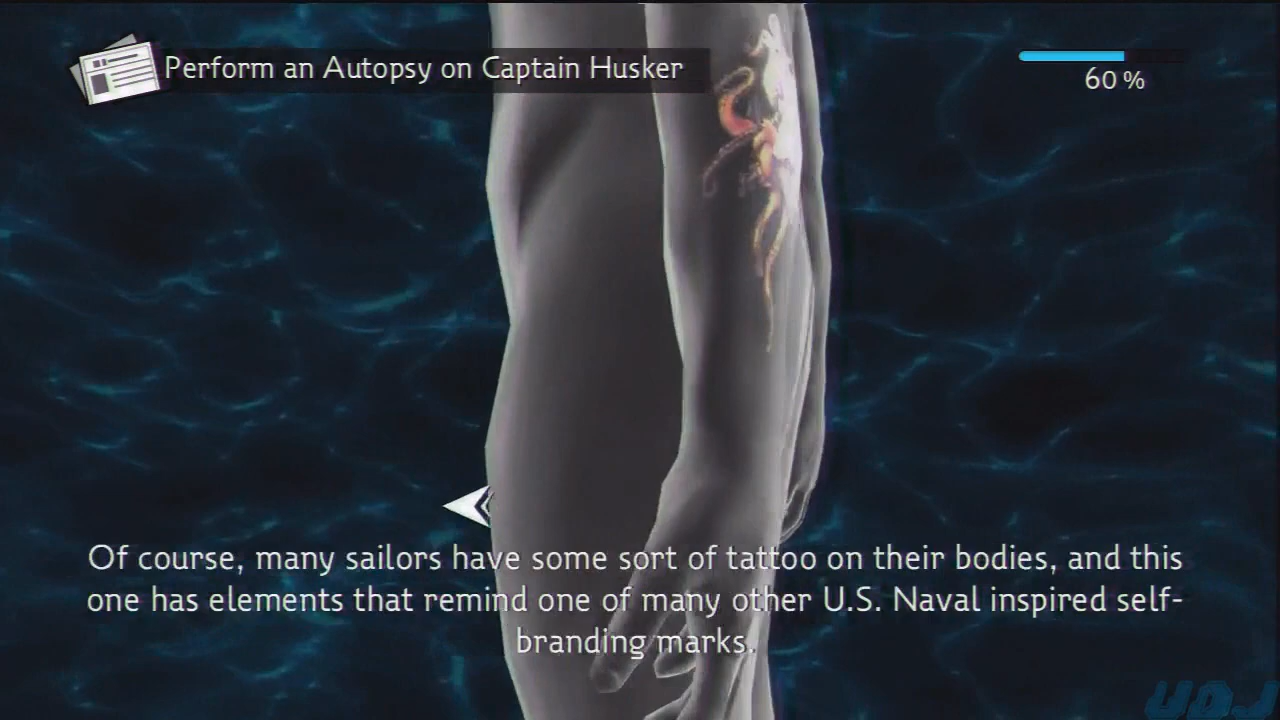 Perform an Autopsy on Captain Husker
60 %
Of course, many sailors have some sort of tattoo on their bodies, and this
one has elements that remind one of many other U.S. Naval inspired self-
branding marks.